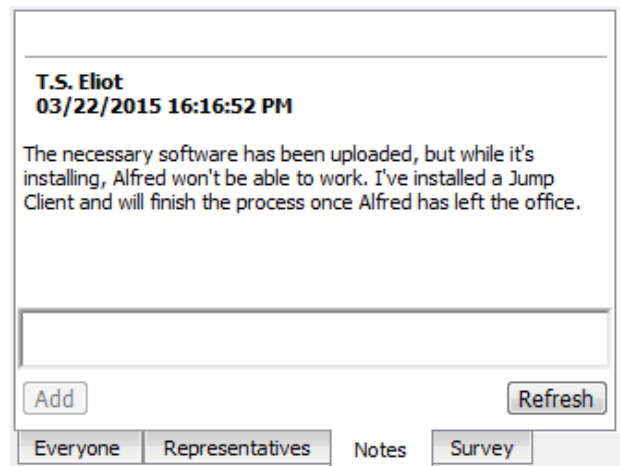 T.S. Eliot
03/22/2015 16:16:52 PM
The necessary software has been uploaded, but while it's
installing, Alfred won't be able to work. I've installed a Jump
Client and will finish the process once Alfred has left the office.
Add
Refresh
Everyone
Representatives
Notes
Survey